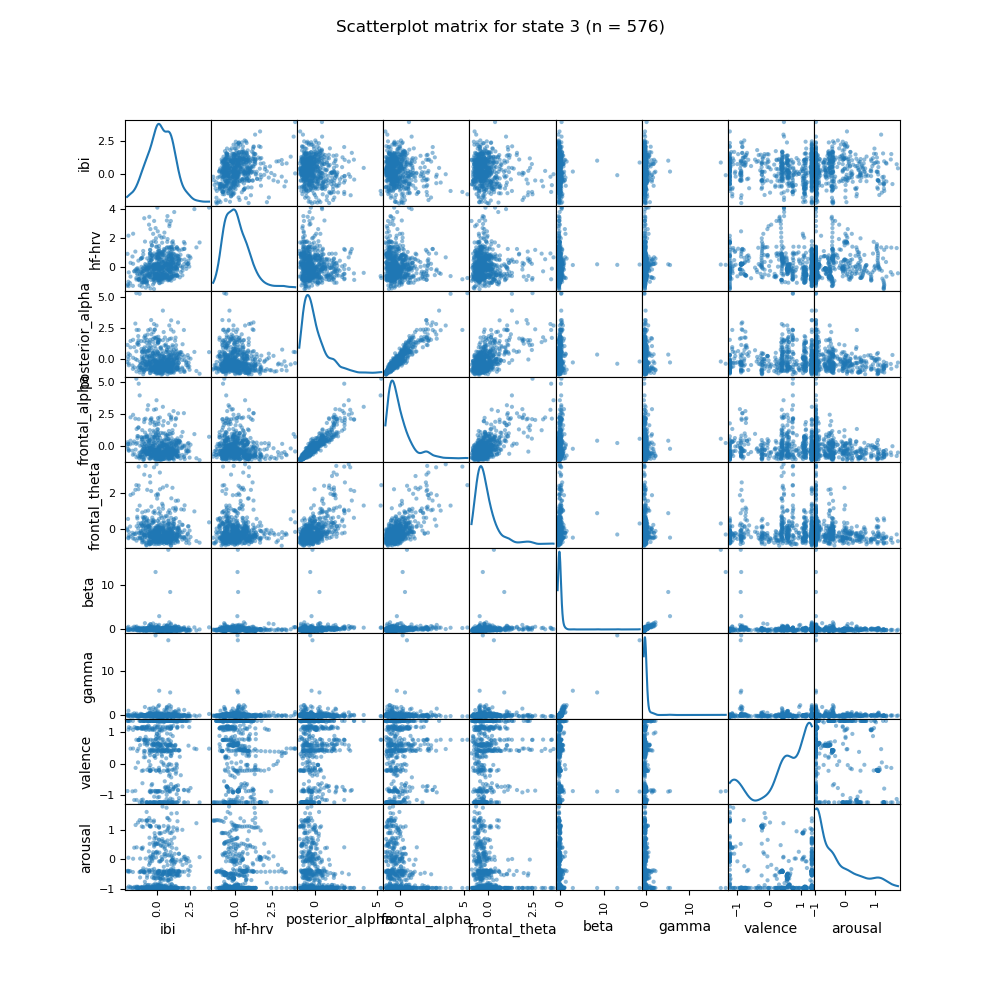 Scatterplot matrix for state 3 (n = 576)
2.5
0.0
ibi
4
2
0
hf-hrv
5.0
2.5
0.0
posterior_alpha
5.0
2.5
0.0
frontal_alpha
2
0
frontal_theta
10
0
beta
10
0
gamma
1
0
−1
valence
1
0
−1
arousal
0.0 2.5 0.0 2.5 0 5 0 5 0.0 2.5 0 10 0 10 −1 0 1 −1 0 1
ibi hf-hrv posterior_alpha frontal_alpha frontal_theta beta gamma valence arousal